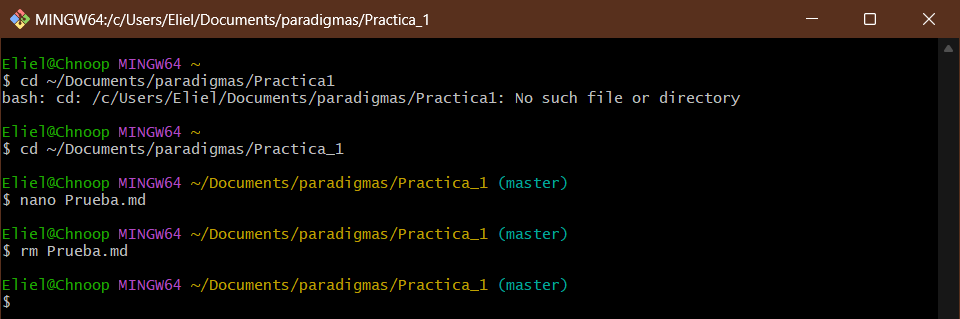 MINGW64:/c/Users/Eliel/Documents/paradigmas/Practica_1
Eliel@Chnoop MINGW64 ~
$ cd ~/Documents/paradigmas/Practica1
bash: cd: /c/Users/Eliel/Documents/paradigmas/Practica1: No such file or directory
Eliel@Chnoop MINGW64 ~
$ cd ~/Documents/paradigmas/Practica_1
Eliel@Chnoop MINGW64 ~/Documents/paradigmas/Practica_1 (master)
$ nano Prueba.md
Eliel@Chnoop MINGW64 ~/Documents/paradigmas/Practica_1 (master)
$ rm Prueba.md
Eliel@Chnoop MINGW64 ~/Documents/paradigmas/Practica_1 (master)
$